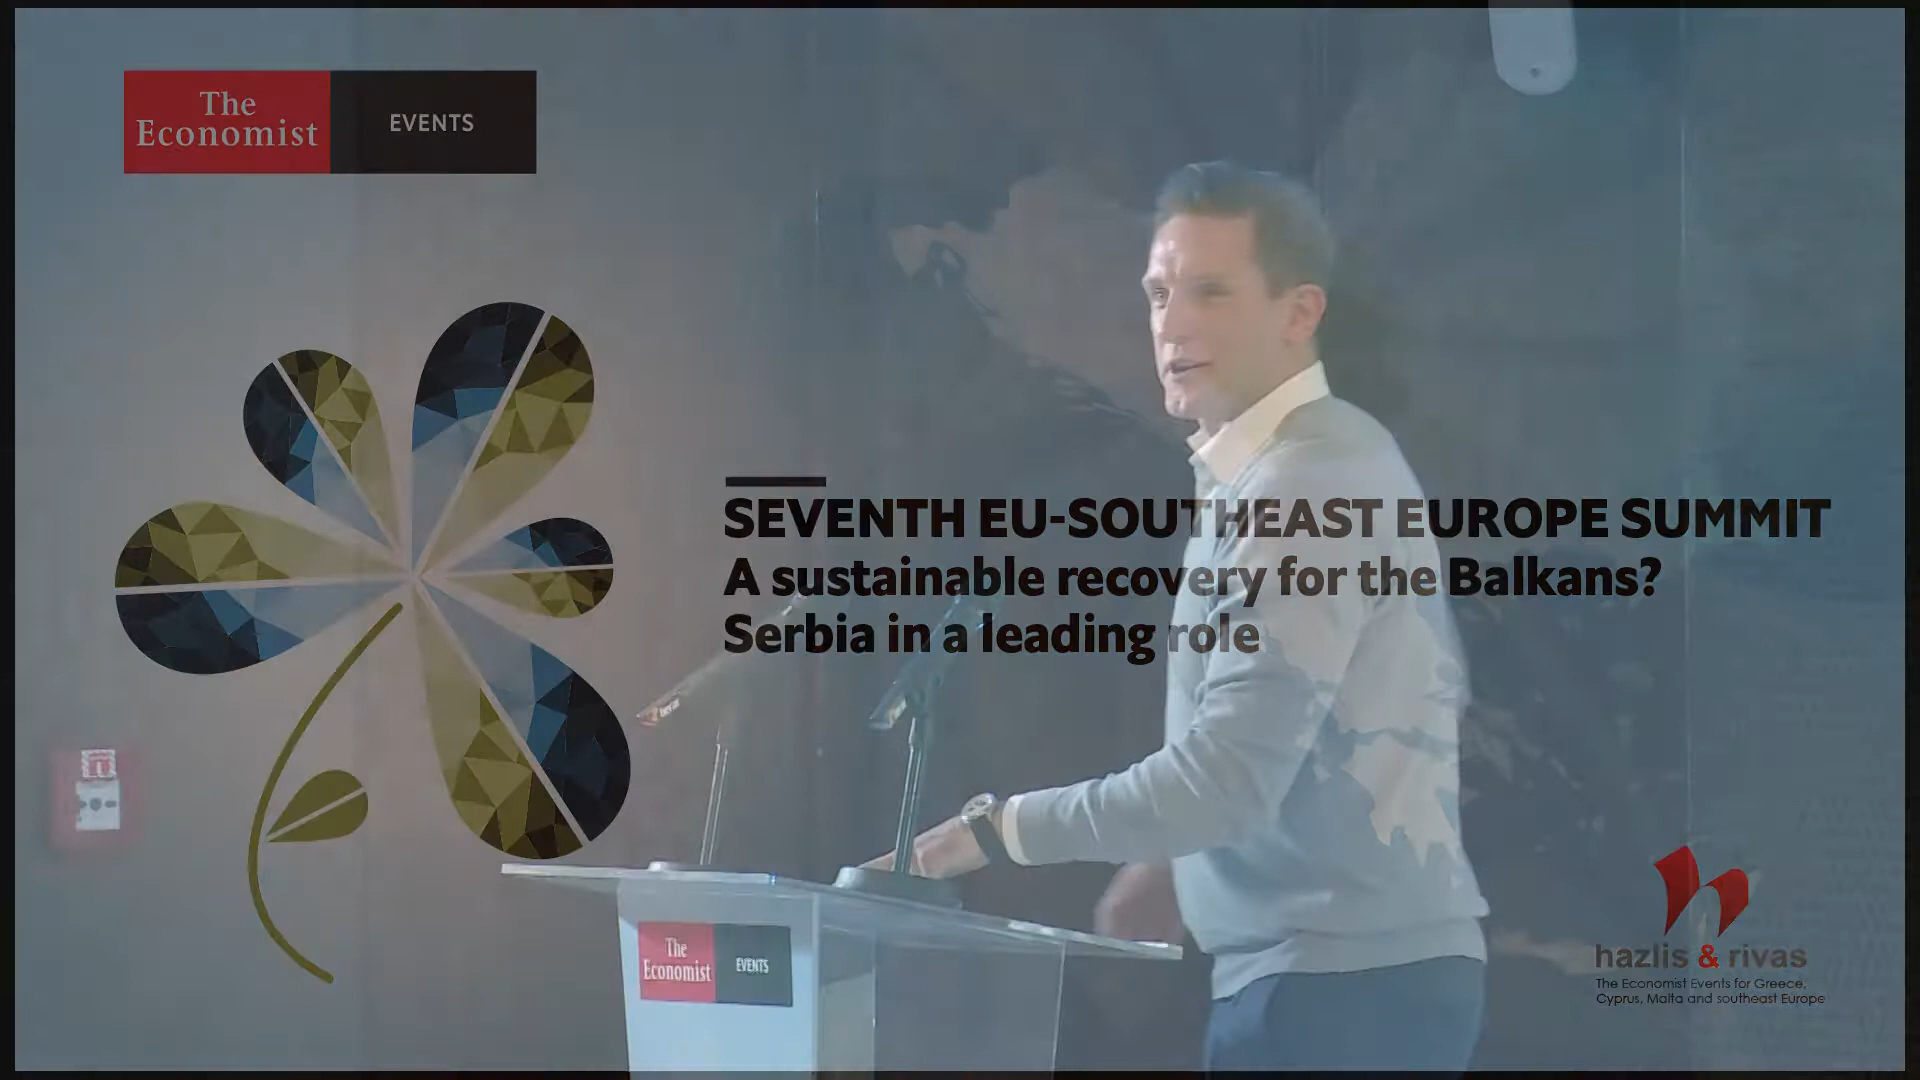 The
Economist
EVENTS
SEVENTH EU-SOUTHEAST EUROPE SUMMIT
A sustainable recovery for the Balkans?
Serbia in a leading role
The
Economist
EVENTS
hazlis & rivas
The Economist Events for Greece,
Cyprus, Malta and southeast Europe